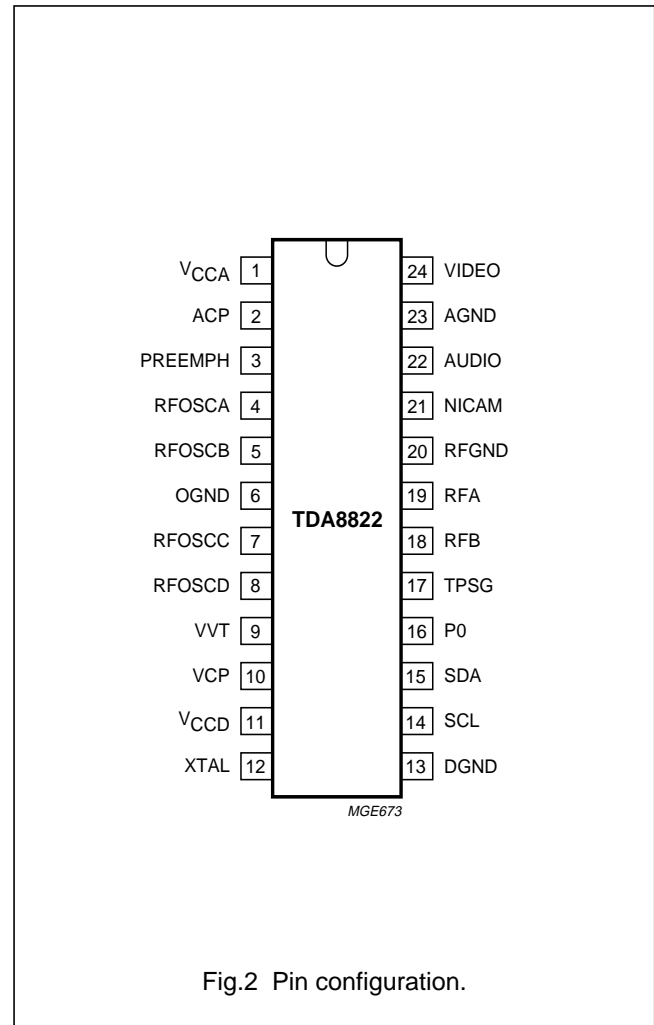 VCCA 1 24 VIDEO
ACP 2 23 AGND
PREEMPH 3 22 AUDIO
RFOSCA 4 21 NICAM
RFOSCB 5 20 RFGND
OGND 6 19 RFA
TDA8822
RFOSCC 7 18 RFB
RFOSCD 8 17 TPSG
VVT 9 16 P0
VCP 10 15 SDA
VCCD 11 14 SCL
XTAL 12 13 DGND
MGE673
Fig.2 Pin configuration.